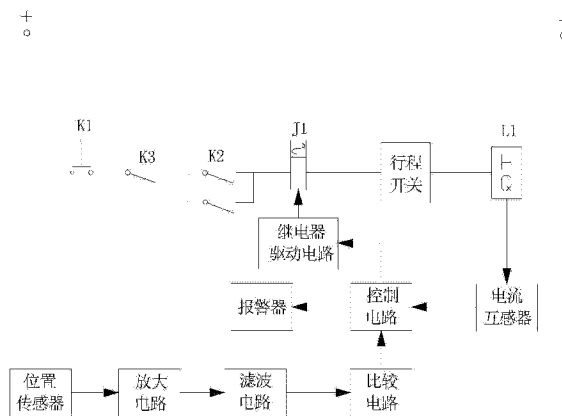 +
+
K1
K3
K2
J1
行程
开关
L1
TQ
继电器
驱动电路
报警器
控制
电路
电流
互感器
位置
传感器
放大
电路
滤波
电路
比较
电路